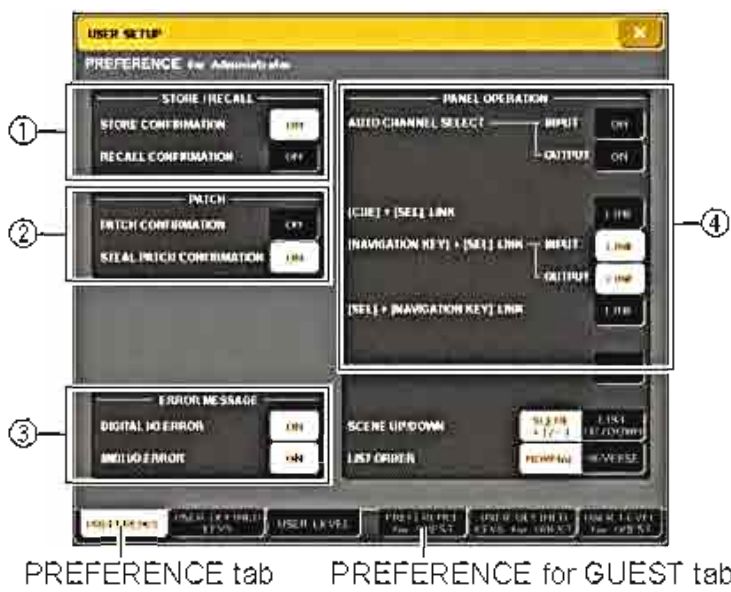 USER SETUP
PREFERENCE for Administrator
STORE / RECALL
STORE CONFIRMATION
RECALL CONFIRMATION OFF
PATCH
PATCH CONFIRMATION
STEAL PATCH CONFIRMATION ON
ERROR MESSAGE
DIGITAL I/O ERROR ON
MIDI I/O ERROR ON
PANEL OPERATION
AUTO CHANNEL SELECT INPUT
OUTPUT ON
[CUE] + [SEL] LINK LINK
[NAVIGATION KEY] + [SEL] LINK INPUT LINK
OUTPUT LINK
[SEL] + [NAVIGATION KEY] LINK LINK
SCENE UP/DOWN SCENE LIST
UP/DOWN
LIST ORDER NORMAL REVERSE
PREFERENCE USER DEFINED KEYS USER LEVEL PREFERENCE for GUEST USER DEFINED KEYS for GUEST USER LEVEL for GUEST
① ② ③ ④
PREFERENCE tab PREFERENCE for GUEST tab